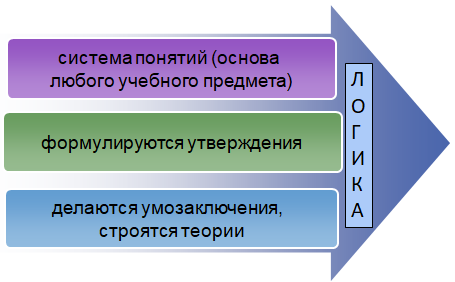 система понятий (основа
любого учебного предмета)
формулируются утверждения
делаются умозаключения,
строятся теории
Л
О
Г
И
К
А